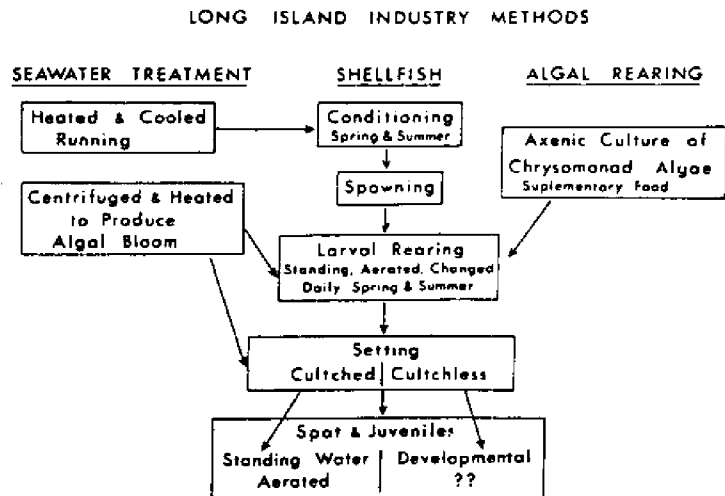 LONG ISLAND INDUSTRY METHODS
SEAWATER TREATMENT
SHELLFISH
ALGAL REARING
Heated & Cooled
Running
Conditioning
Spring & Summer
Axenic Culture of
Chrysomonad Algae
Suplementary Food
Spawning
Centrifuged & Heated
to Produce
Algal Bloom
Larval Rearing
Standing, Aerated, Changed
Daily Spring & Summer
Setting
Cultched | Cultchless
Spat & Juveniles
Standing Water
Aerated
Developmental
??